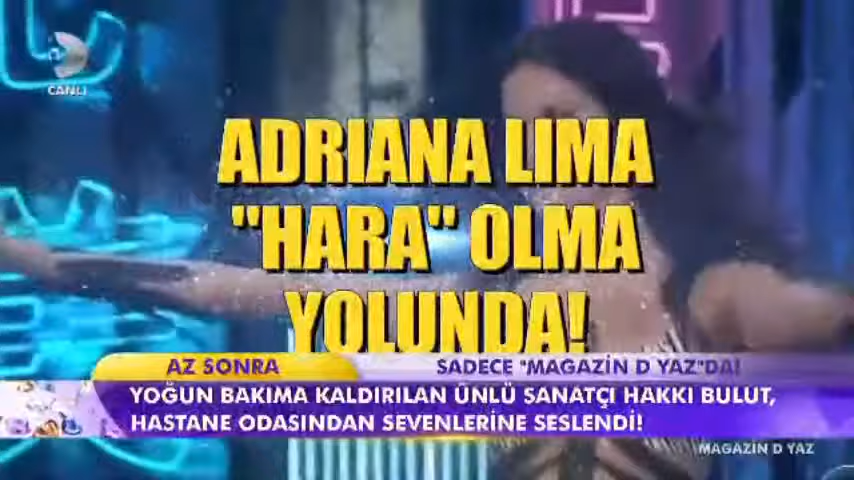 CANLI
ADRIANA LIMA
"HARA" OLMA
YOLUNDA!
AZ SONRA
SADECE "MAGAZİN D YAZ"DA!
YOĞUN BAKIMA KALDIRILAN ÜNLÜ SANATÇI HAKKI BULUT,
HASTANE ODASINDAN SEVENLERİNE SESLENDİ!
MAGAZİN D YAZ